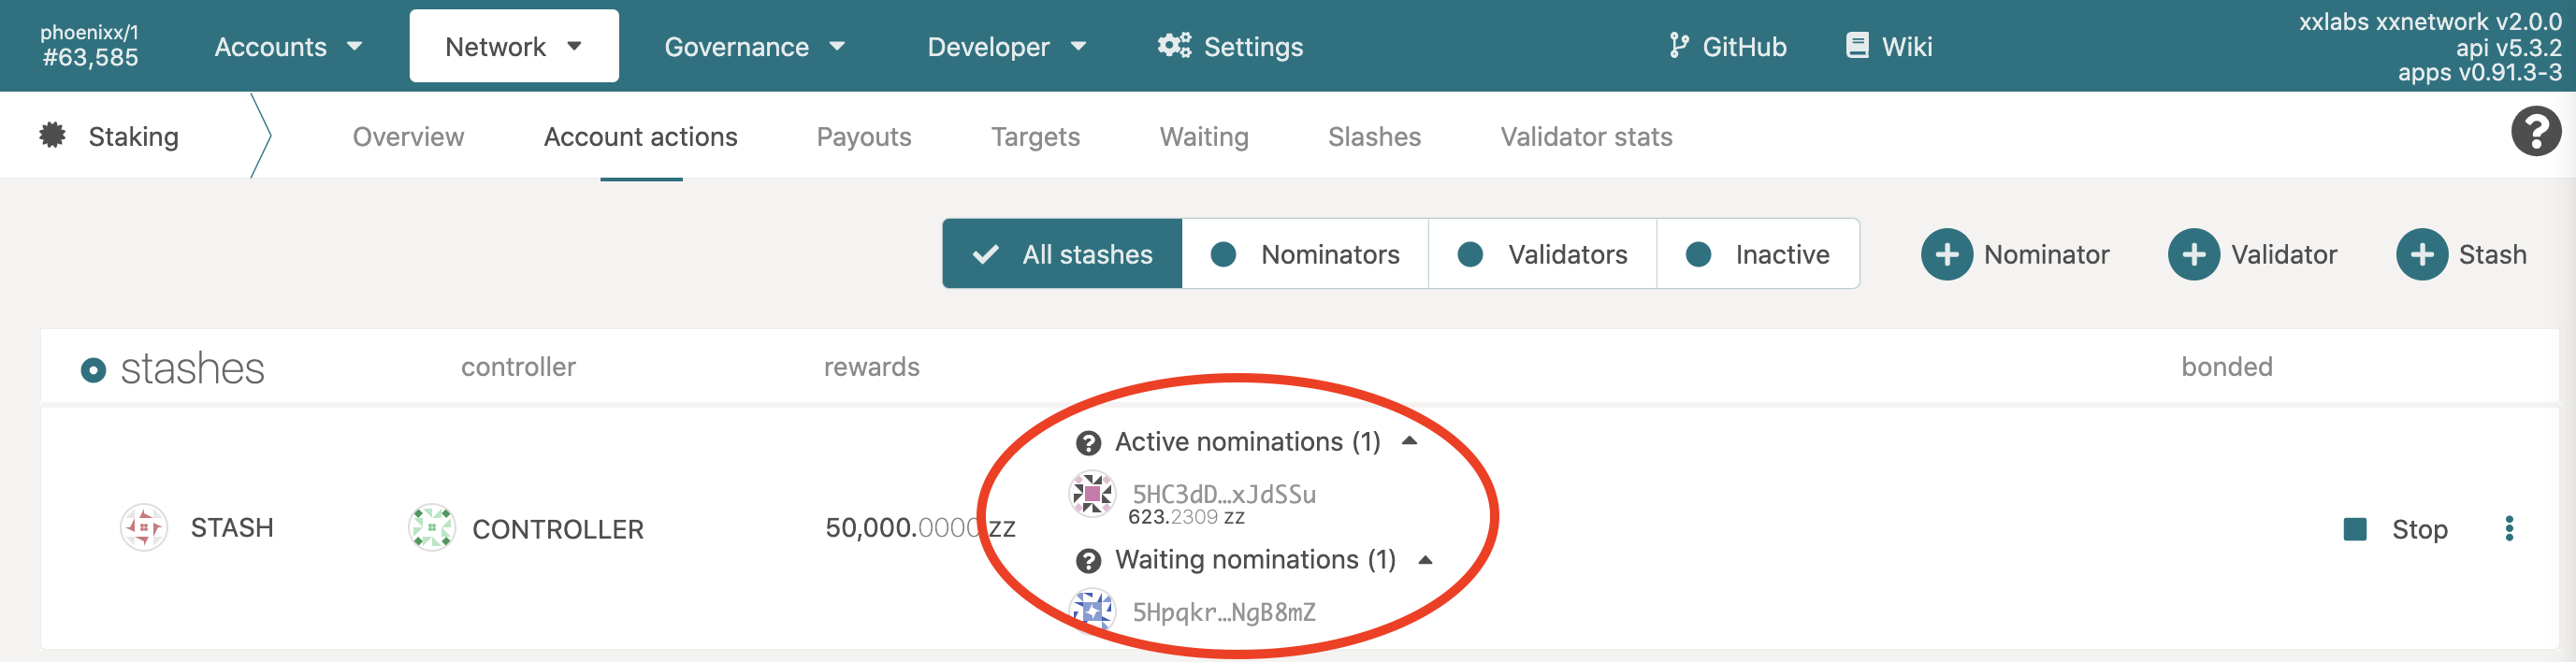 phoenixx/1
#63,585
Accounts
Network
Governance
Developer
Settings
GitHub
Wiki
xxlabs xxnetwork v2.0.0
api v5.3.2
apps v0.91.3-3
Staking
Overview
Account actions
Payouts
Targets
Waiting
Slashes
Validator stats
?
All stashes
Nominators
Validators
Inactive
+ Nominator
+ Validator
+ Stash
stashes
controller
rewards
bonded
STASH
CONTROLLER
50,000.0000 zz
? Active nominations (1)
5HC3dD…xJdSSu
623.2309 zz
? Waiting nominations (1)
5Hpqkr…NgB8mZ
Stop